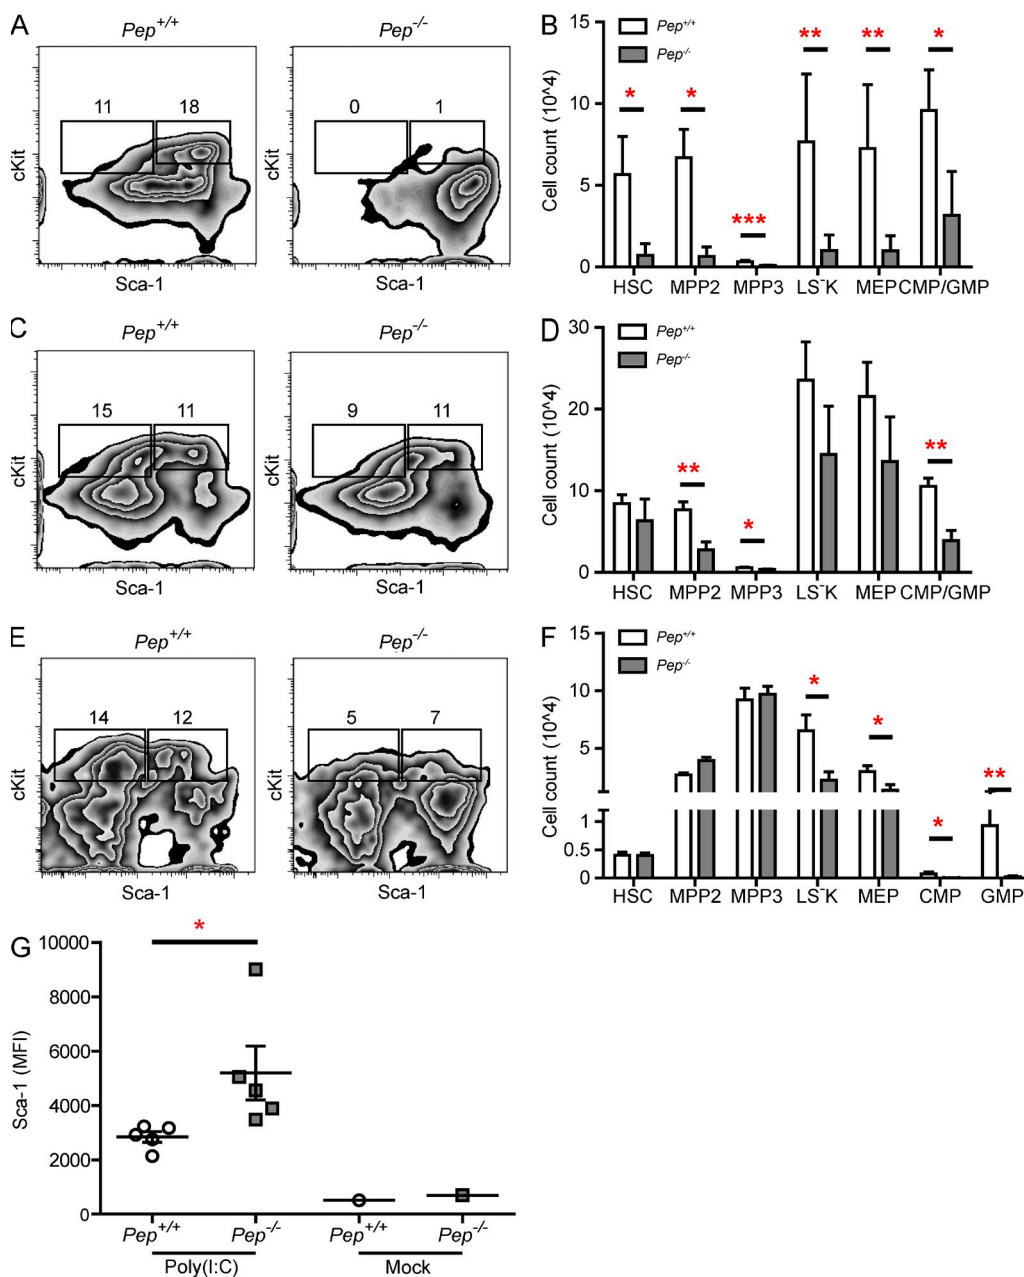 A
Pep+/+
Pep-/-
11
18
0
1
cKit
cKit
Sca-1
Sca-1
B
Pep+/+
Pep-/-
Cell count (10^4)
15
10
5
0
*
*
***
**
**
*
HSC
MPP2
MPP3
LS-K
MEP
CMP/GMP
C
Pep+/+
Pep-/-
15
11
9
11
cKit
cKit
Sca-1
Sca-1
D
Pep+/+
Pep-/-
Cell count (10^4)
30
20
10
0
**
*
**
HSC
MPP2
MPP3
LS-K
MEP
CMP/GMP
E
Pep+/+
Pep-/-
14
12
5
7
cKit
cKit
Sca-1
Sca-1
F
Pep+/+
Pep-/-
Cell count (10^4)
15
10
5
1
0.5
0
*
*
*
**
HSC
MPP2
MPP3
LS-K
MEP
CMP
GMP
G
*
Sca-1 (MFI)
10000
8000
6000
4000
2000
0
Pep+/+
Pep-/-
Pep+/+
Pep-/-
Poly(I:C)
Mock